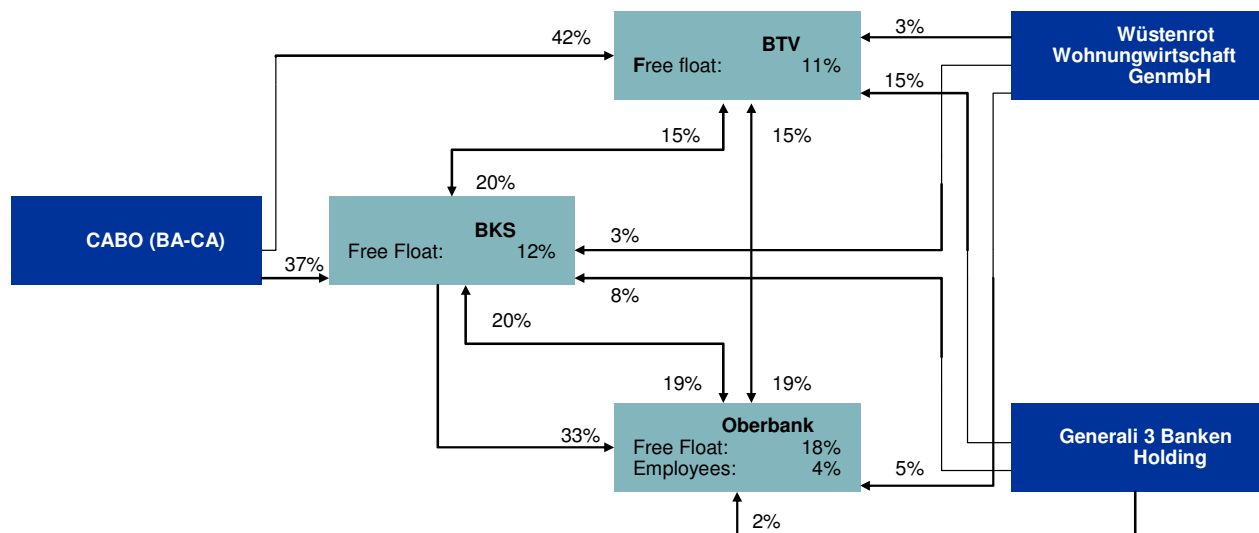 42%
BTV
Free float: 11%
3%
Wüstenrot
Wohnungwirtschaft
GenmbH
15%
15%
15%
20%
CABO (BA-CA)
37%
BKS
Free Float: 12%
3%
8%
20%
19%
19%
33%
Oberbank
Free Float: 18%
Employees: 4%
5%
Generali 3 Banken
Holding
2%